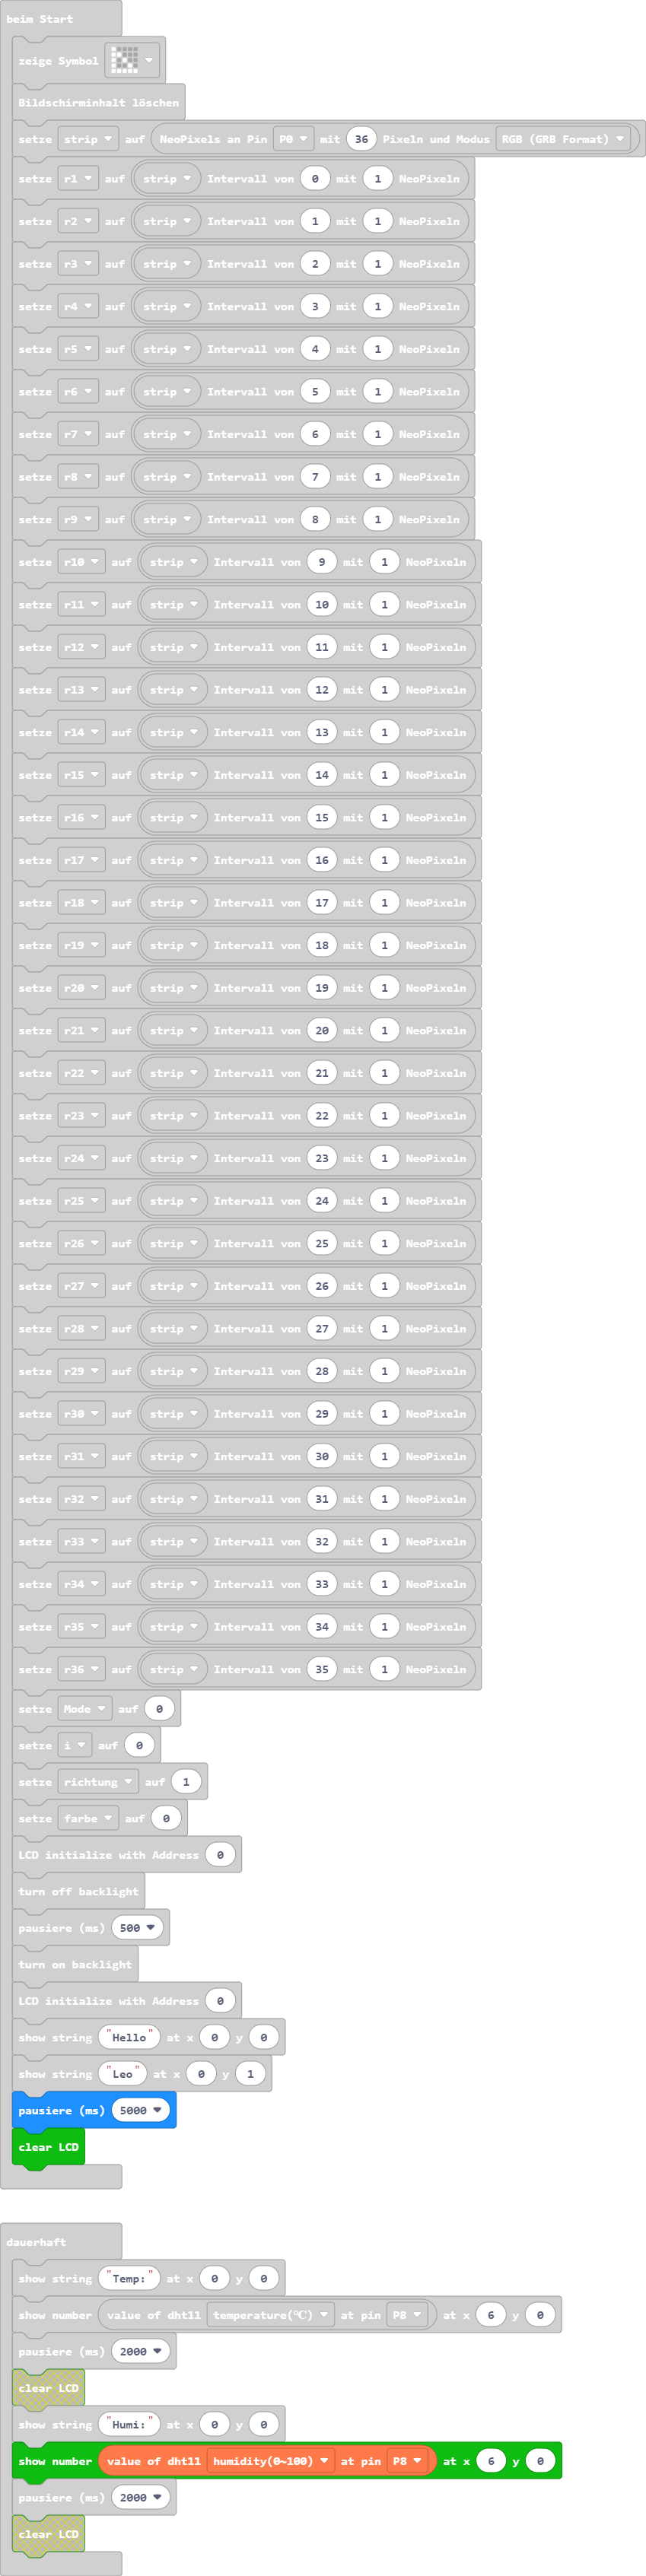 beim Start
zeige Symbol
Bildschirminhalt löschen
setze strip auf NeoPixels an Pin P0 mit 36 Pixeln und Modus RGB (GRB Format)
setze r1 auf strip Intervall von 0 mit 1 NeoPixeln
setze r2 auf strip Intervall von 1 mit 1 NeoPixeln
setze r3 auf strip Intervall von 2 mit 1 NeoPixeln
setze r4 auf strip Intervall von 3 mit 1 NeoPixeln
setze r5 auf strip Intervall von 4 mit 1 NeoPixeln
setze r6 auf strip Intervall von 5 mit 1 NeoPixeln
setze r7 auf strip Intervall von 6 mit 1 NeoPixeln
setze r8 auf strip Intervall von 7 mit 1 NeoPixeln
setze r9 auf strip Intervall von 8 mit 1 NeoPixeln
setze r10 auf strip Intervall von 9 mit 1 NeoPixeln
setze r11 auf strip Intervall von 10 mit 1 NeoPixeln
setze r12 auf strip Intervall von 11 mit 1 NeoPixeln
setze r13 auf strip Intervall von 12 mit 1 NeoPixeln
setze r14 auf strip Intervall von 13 mit 1 NeoPixeln
setze r15 auf strip Intervall von 14 mit 1 NeoPixeln
setze r16 auf strip Intervall von 15 mit 1 NeoPixeln
setze r17 auf strip Intervall von 16 mit 1 NeoPixeln
setze r18 auf strip Intervall von 17 mit 1 NeoPixeln
setze r19 auf strip Intervall von 18 mit 1 NeoPixeln
setze r20 auf strip Intervall von 19 mit 1 NeoPixeln
setze r21 auf strip Intervall von 20 mit 1 NeoPixeln
setze r22 auf strip Intervall von 21 mit 1 NeoPixeln
setze r23 auf strip Intervall von 22 mit 1 NeoPixeln
setze r24 auf strip Intervall von 23 mit 1 NeoPixeln
setze r25 auf strip Intervall von 24 mit 1 NeoPixeln
setze r26 auf strip Intervall von 25 mit 1 NeoPixeln
setze r27 auf strip Intervall von 26 mit 1 NeoPixeln
setze r28 auf strip Intervall von 27 mit 1 NeoPixeln
setze r29 auf strip Intervall von 28 mit 1 NeoPixeln
setze r30 auf strip Intervall von 29 mit 1 NeoPixeln
setze r31 auf strip Intervall von 30 mit 1 NeoPixeln
setze r32 auf strip Intervall von 31 mit 1 NeoPixeln
setze r33 auf strip Intervall von 32 mit 1 NeoPixeln
setze r34 auf strip Intervall von 33 mit 1 NeoPixeln
setze r35 auf strip Intervall von 34 mit 1 NeoPixeln
setze r36 auf strip Intervall von 35 mit 1 NeoPixeln
setze Mode auf 0
setze i auf 0
setze richtung auf 1
setze farbe auf 0
LCD initialize with Address 0
turn off backlight
pausiere (ms) 500
turn on backlight
LCD initialize with Address 0
show string "Hello" at x 0 y 0
show string "Leo" at x 0 y 1
pausiere (ms) 5000
clear LCD
dauerhaft
show string "Temp:" at x 0 y 0
show number value of dht11 temperature(℃) at pin P8 at x 6 y 0
pausiere (ms) 2000
clear LCD
show string "Humi:" at x 0 y 0
show number value of dht11 humidity(0~100) at pin P8 at x 6 y 0
pausiere (ms) 2000
clear LCD